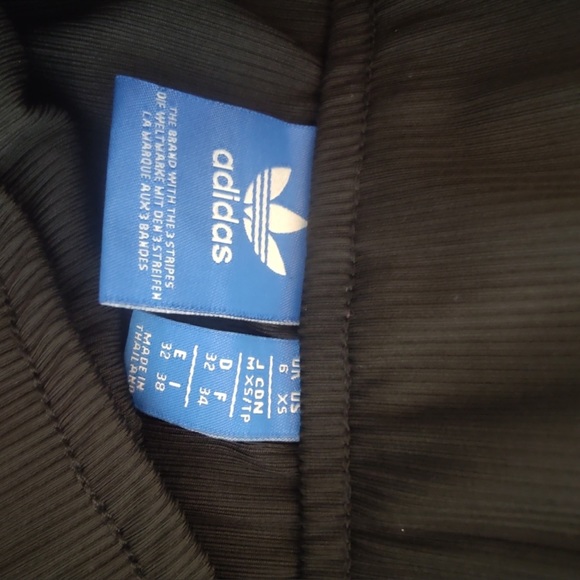 adidas
THE BRAND WITH THE 3 STRIPES
DIE WELTMARKE MIT DEN 3 STREIFEN
LA MARQUE AUX 3 BANDES
UK US
6 XS
J CDN
M XS/TP
D F
32 34
E I
32 38
MADE IN
THAILAND